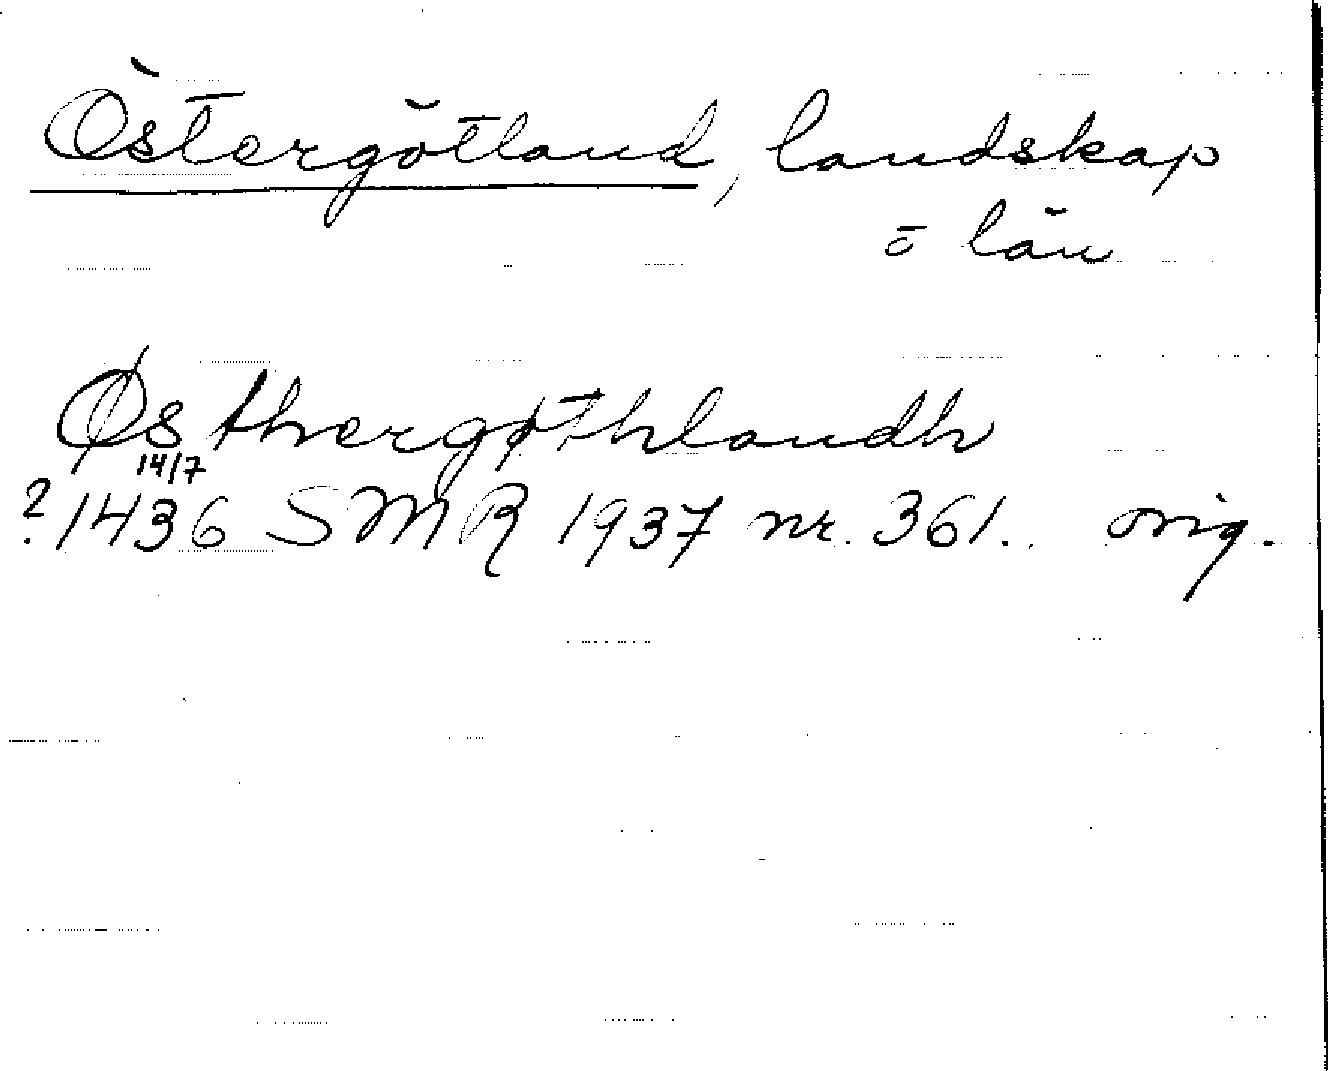 Östergötland, landskap
o län
Østhergøthlandh
14/7
? 1436 SMR 1937 nr. 361. orig.